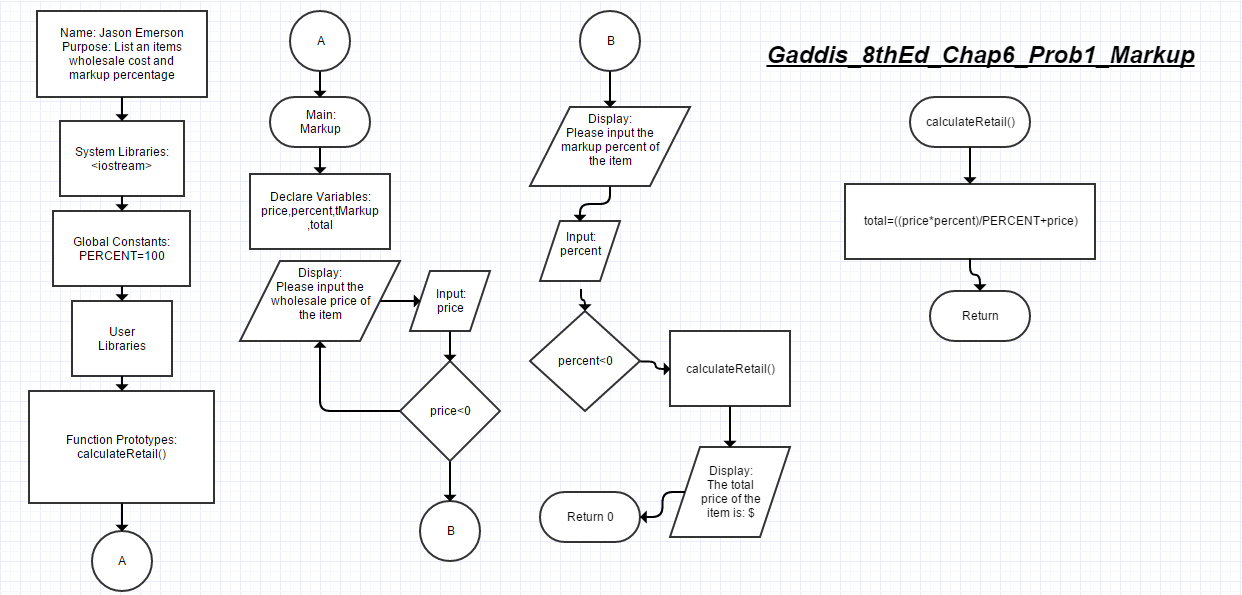 Name: Jason Emerson
Purpose: List an items
wholesale cost and
markup percentage
System Libraries:
<iostream>
Global Constants:
PERCENT=100
User
Libraries
Function Prototypes:
calculateRetail()
A
A
Main:
Markup
Declare Variables:
price,percent,tMarkup
,total
Display:
Please input the
wholesale price of
the item
Input:
price
price<0
B
B
Display:
Please input the
markup percent of
the item
Input:
percent
percent<0
calculateRetail()
Display:
The total
price of the
item is: $
Return 0
Gaddis_8thEd_Chap6_Prob1_Markup
calculateRetail()
total=((price*percent)/PERCENT+price)
Return